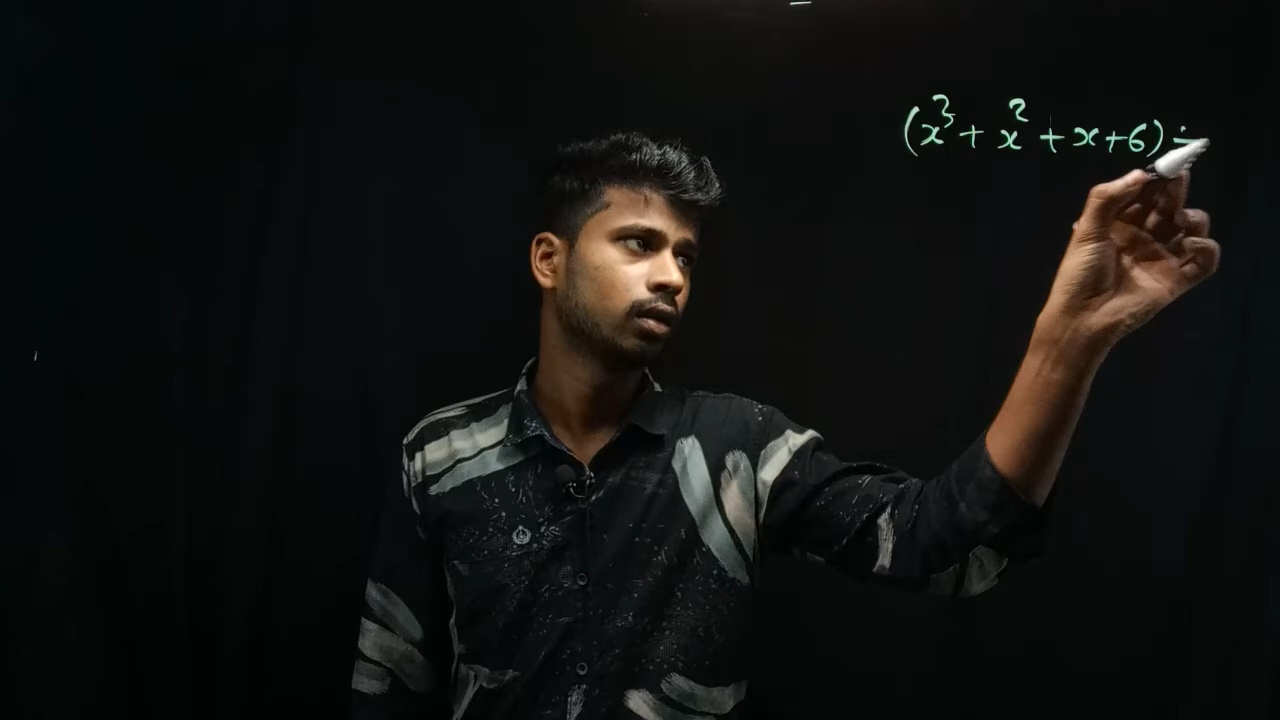 (x³ + x² + x + 6) ÷